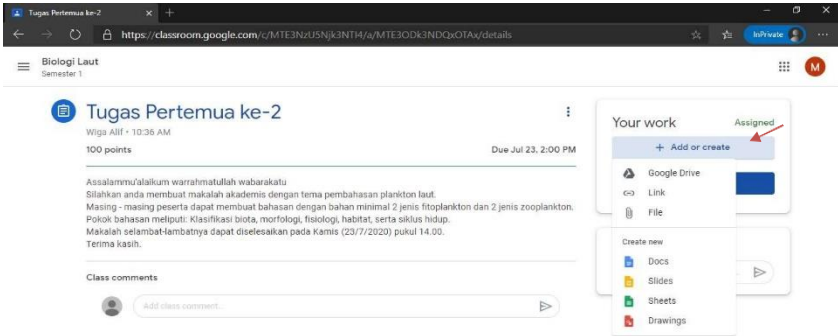 Tugas Pertemua ke-2
https://classroom.google.com/c/MTE3NzU5Njk3NTI4/a/MTE3ODk3NDQxOTAx/details
InPrivate
Biologi Laut
Semester 1
M
Tugas Pertemua ke-2
Wiga Alif • 10:36 AM
100 points
Due Jul 23, 2:00 PM
Assalammu'alaikum warrahmatullah wabarakatu
Silahkan anda membuat makalah akademis dengan tema pembahasan plankton laut.
Masing - masing peserta dapat membuat bahasan dengan bahan minimal 2 jenis fitoplankton dan 2 jenis zooplankton.
Pokok bahasan meliputi: Klasifikasi biota, morfologi, fisiologi, habitat, serta siklus hidup.
Makalah selambat-lambatnya dapat diselesaikan pada Kamis (23/7/2020) pukul 14.00.
Terima kasih.
Class comments
Add class comment...
Your work
Assigned
+ Add or create
Google Drive
Link
File
Create new
Docs
Slides
Sheets
Drawings